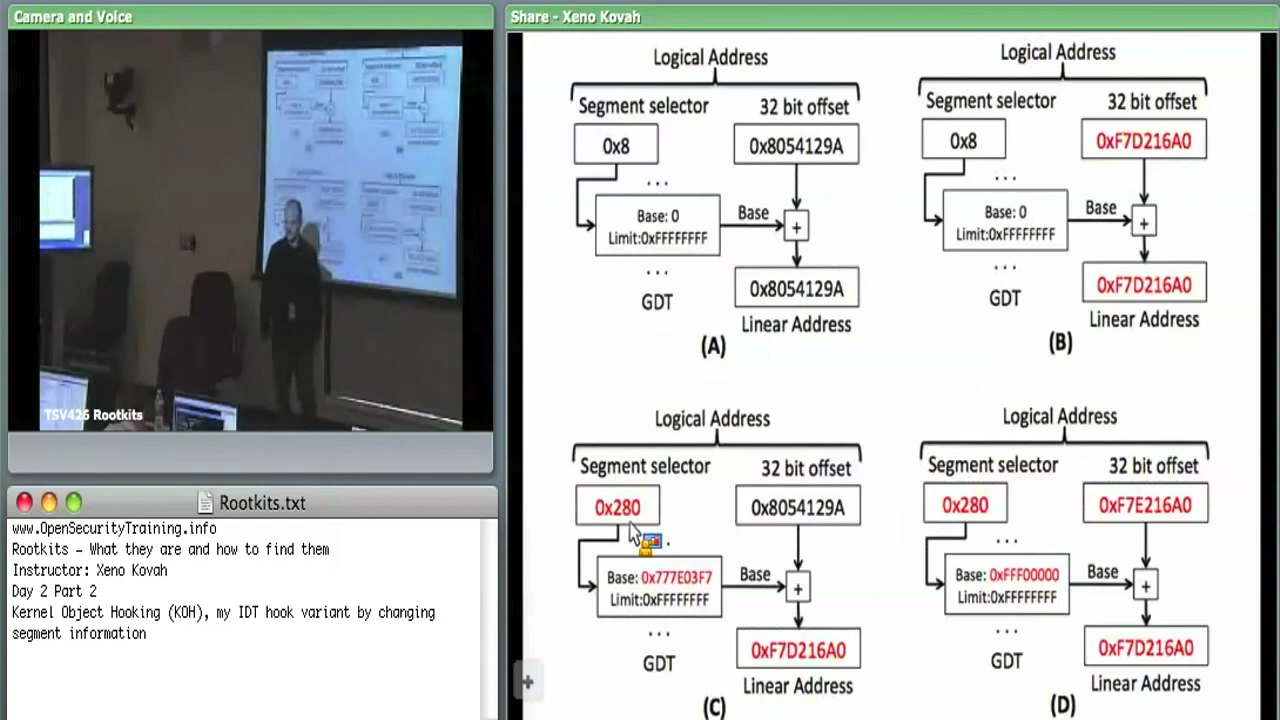 Camera and Voice
TSV426 Rootkits
Rootkits.txt
www.OpenSecurityTraining.info
Rootkits – What they are and how to find them
Instructor: Xeno Kovah
Day 2 Part 2
Kernel Object Hooking (KOH), my IDT hook variant by changing
segment information
Share - Xeno Kovah
Logical Address
Segment selector 32 bit offset
0x8 0x8054129A
...
Base: 0
Limit:0xFFFFFFFF
Base
+
...
GDT
0x8054129A
Linear Address
(A)
Logical Address
Segment selector 32 bit offset
0x8 0xF7D216A0
...
Base: 0
Limit:0xFFFFFFFF
Base
+
...
GDT
0xF7D216A0
Linear Address
(B)
Logical Address
Segment selector 32 bit offset
0x280 0x8054129A
Base: 0x777E03F7
Limit:0xFFFFFFFF
Base
+
...
GDT
0xF7D216A0
Linear Address
(C)
Logical Address
Segment selector 32 bit offset
0x280 0xF7E216A0
...
Base: 0xFFF00000
Limit:0xFFFFFFFF
Base
+
...
GDT
0xF7D216A0
Linear Address
(D)